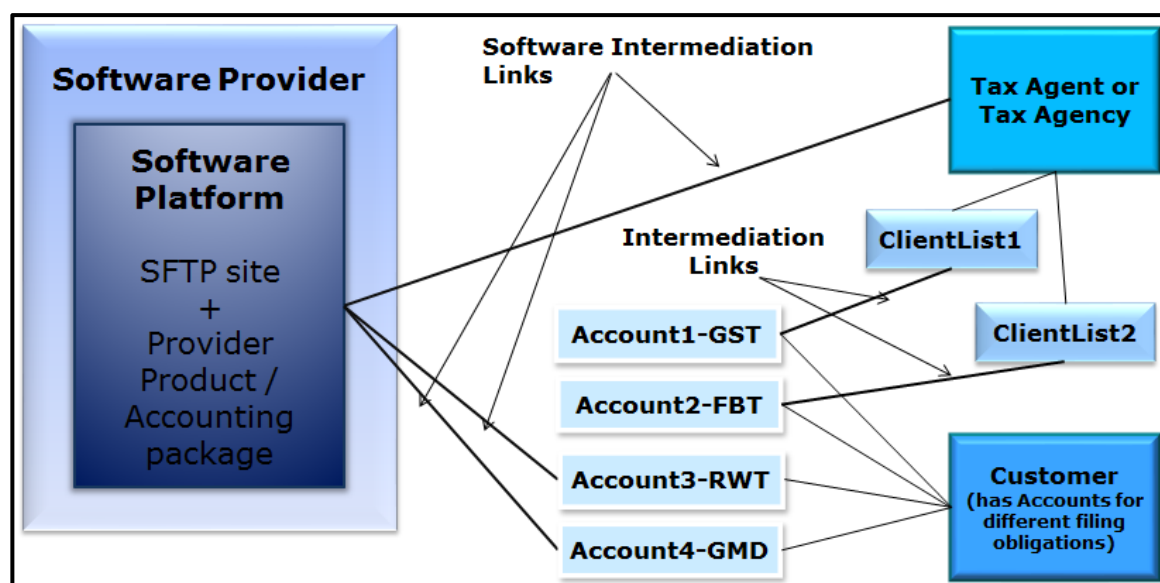 Software Provider
Software
Platform
SFTP site
+
Provider
Product /
Accounting
package
Software Intermediation
Links
Tax Agent or
Tax Agency
Intermediation
Links
ClientList1
ClientList2
Account1-GST
Account2-FBT
Account3-RWT
Account4-GMD
Customer
(has Accounts for
different filing
obligations)